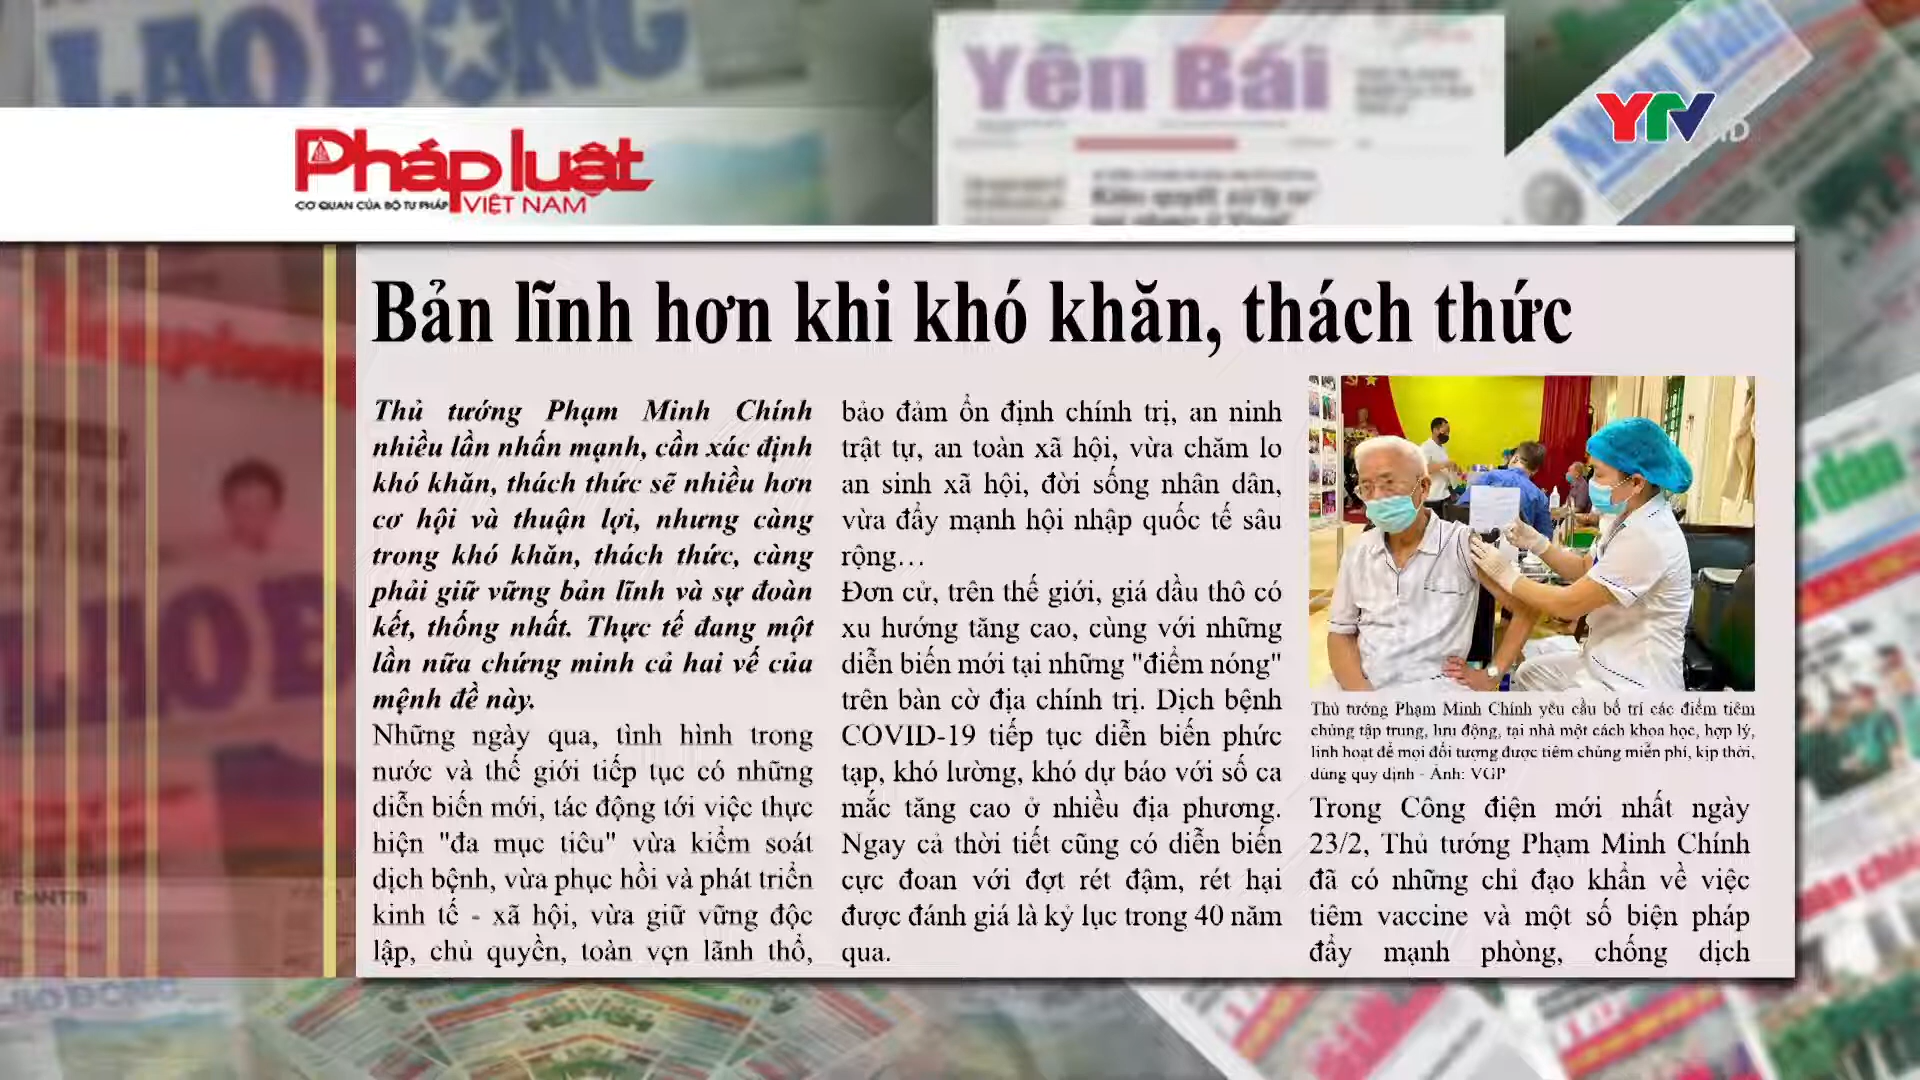 LAO ĐỘNG
Yên Bái
Nhân Dân
YTV HD
Pháp luật
CƠ QUAN CỦA BỘ TƯ PHÁP VIỆT NAM
Bản lĩnh hơn khi khó khăn, thách thức
Thủ tướng Phạm Minh Chính
nhiều lần nhấn mạnh, cần xác định
khó khăn, thách thức sẽ nhiều hơn
cơ hội và thuận lợi, nhưng càng
trong khó khăn, thách thức, càng
phải giữ vững bản lĩnh và sự đoàn
kết, thống nhất. Thực tế đang một
lần nữa chứng minh cả hai vế của
mệnh đề này.
Những ngày qua, tình hình trong
nước và thế giới tiếp tục có những
diễn biến mới, tác động tới việc thực
hiện "đa mục tiêu" vừa kiểm soát
dịch bệnh, vừa phục hồi và phát triển
kinh tế - xã hội, vừa giữ vững độc
lập, chủ quyền, toàn vẹn lãnh thổ,
bảo đảm ổn định chính trị, an ninh
trật tự, an toàn xã hội, vừa chăm lo
an sinh xã hội, đời sống nhân dân,
vừa đẩy mạnh hội nhập quốc tế sâu
rộng…
Đơn cử, trên thế giới, giá dầu thô có
xu hướng tăng cao, cùng với những
diễn biến mới tại những "điểm nóng"
trên bàn cờ địa chính trị. Dịch bệnh
COVID-19 tiếp tục diễn biến phức
tạp, khó lường, khó dự báo với số ca
mắc tăng cao ở nhiều địa phương.
Ngay cả thời tiết cũng có diễn biến
cực đoan với đợt rét đậm, rét hại
được đánh giá là kỷ lục trong 40 năm
qua.
Thủ tướng Phạm Minh Chính yêu cầu bố trí các điểm tiêm
chủng tập trung, lưu động, tại nhà một cách khoa học, hợp lý,
linh hoạt để mọi đối tượng được tiêm chủng miễn phí, kịp thời,
đúng quy định - Ảnh: VGP
Trong Công điện mới nhất ngày
23/2, Thủ tướng Phạm Minh Chính
đã có những chỉ đạo khẩn về việc
tiêm vaccine và một số biện pháp
đẩy mạnh phòng, chống dịch